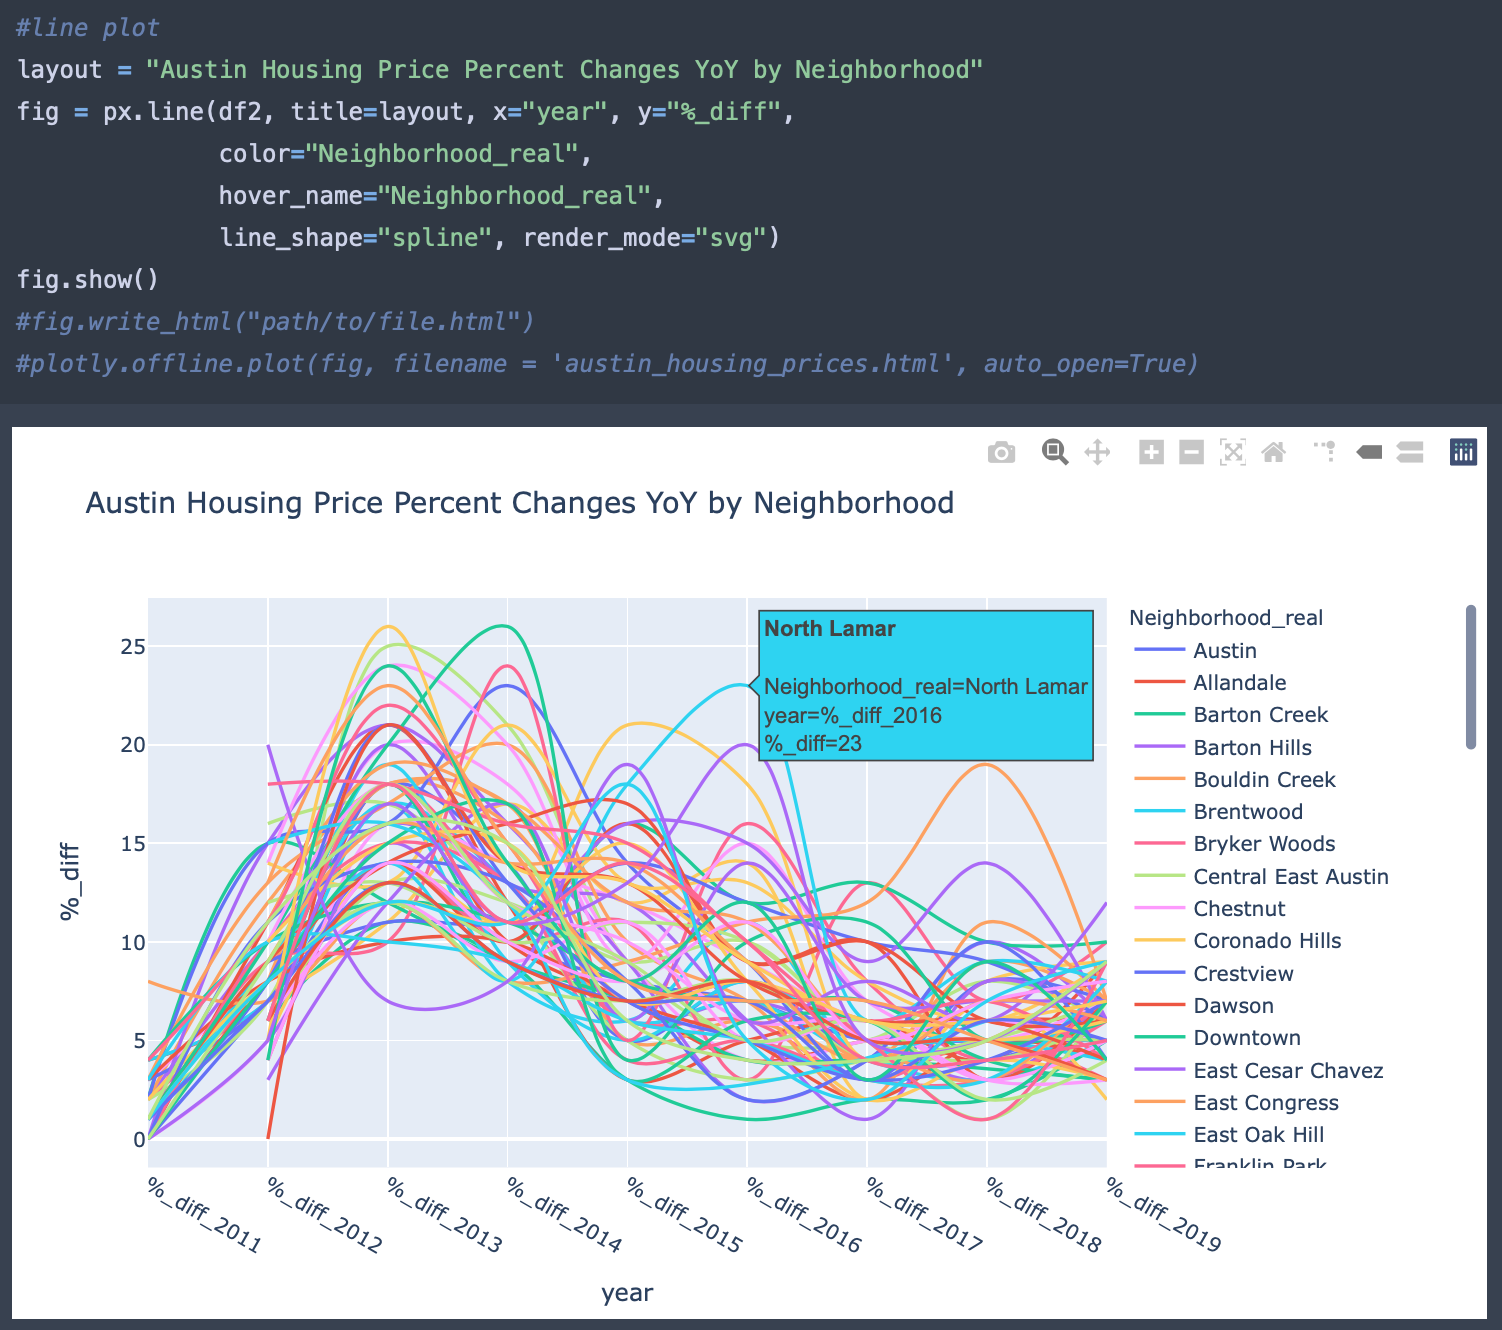 #line plot
layout = "Austin Housing Price Percent Changes YoY by Neighborhood"
fig = px.line(df2, title=layout, x="year", y="%_diff",
color="Neighborhood_real",
hover_name="Neighborhood_real",
line_shape="spline", render_mode="svg")
fig.show()
#fig.write_html("path/to/file.html")
#plotly.offline.plot(fig, filename = 'austin_housing_prices.html', auto_open=True)
Austin Housing Price Percent Changes YoY by Neighborhood
25
20
15
10
5
0
%_diff
North Lamar
Neighborhood_real=North Lamar
year=%_diff_2016
%_diff=23
%_diff_2011
%_diff_2012
%_diff_2013
%_diff_2014
%_diff_2015
%_diff_2016
%_diff_2017
%_diff_2018
%_diff_2019
year
Neighborhood_real
Austin
Allandale
Barton Creek
Barton Hills
Bouldin Creek
Brentwood
Bryker Woods
Central East Austin
Chestnut
Coronado Hills
Crestview
Dawson
Downtown
East Cesar Chavez
East Congress
East Oak Hill
Franklin Park